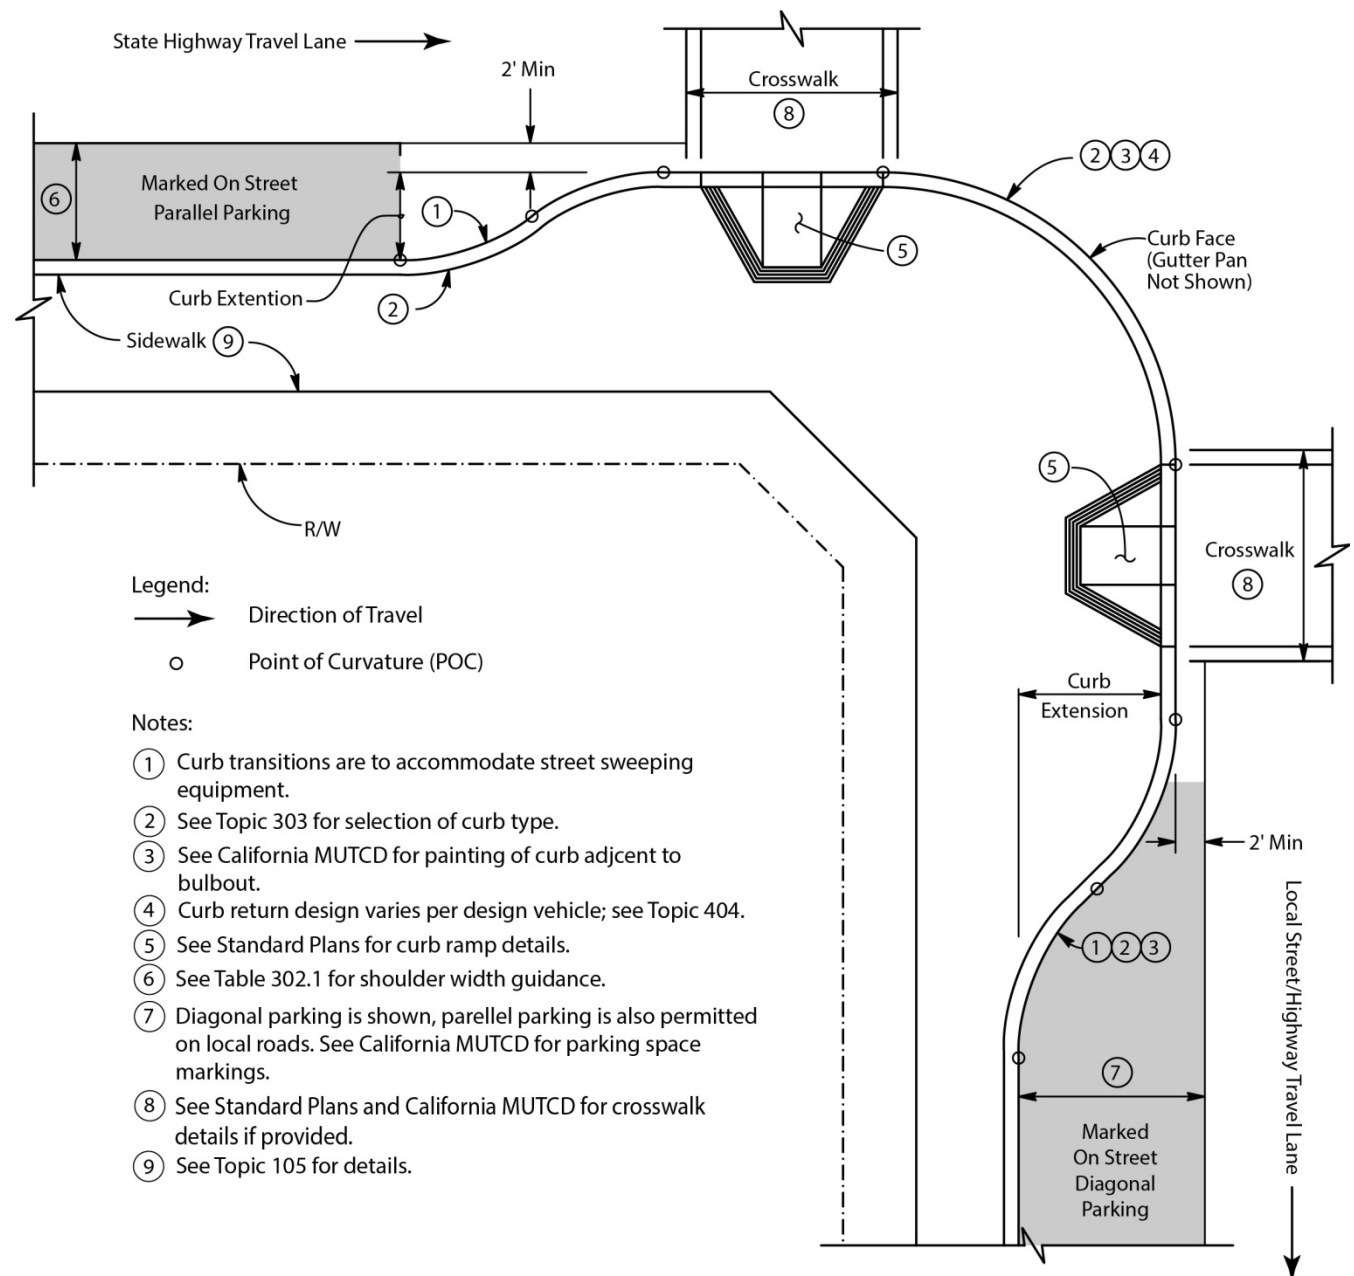 State Highway Travel Lane
2' Min
Crosswalk
8
2 3 4
Marked On Street
Parallel Parking
6
1
5
Curb Face
(Gutter Pan
Not Shown)
Curb Extention
2
Sidewalk 9
5
R/W
Crosswalk
8
Legend:
Direction of Travel
Point of Curvature (POC)
Curb
Extension
Notes:
1 Curb transitions are to accommodate street sweeping
equipment.
2 See Topic 303 for selection of curb type.
3 See California MUTCD for painting of curb adjcent to
bulbout.
4 Curb return design varies per design vehicle; see Topic 404.
5 See Standard Plans for curb ramp details.
6 See Table 302.1 for shoulder width guidance.
7 Diagonal parking is shown, parellel parking is also permitted
on local roads. See California MUTCD for parking space
markings.
8 See Standard Plans and California MUTCD for crosswalk
details if provided.
9 See Topic 105 for details.
2' Min
1 2 3
7
Marked
On Street
Diagonal
Parking
Local Street/Highway Travel Lane